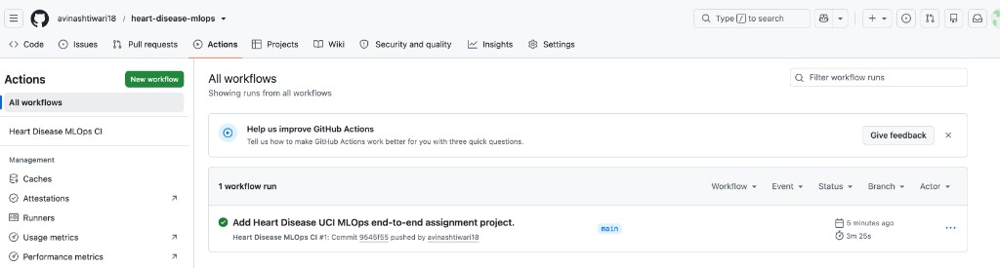 avinashtiwari18 / heart-disease-mlops
Type / to search
Code Issues Pull requests Actions Projects Wiki Security and quality Insights Settings
Actions
New workflow
All workflows
Heart Disease MLOps CI
Management
Caches
Attestations
Runners
Usage metrics
Performance metrics
All workflows
Showing runs from all workflows
Filter workflow runs
Help us improve GitHub Actions
Tell us how to make GitHub Actions work better for you with three quick questions.
Give feedback
1 workflow run
Workflow Event Status Branch Actor
Add Heart Disease UCI MLOps end-to-end assignment project.
Heart Disease MLOps CI #1: Commit 9545f55 pushed by avinashtiwari18
main
5 minutes ago
3m 25s